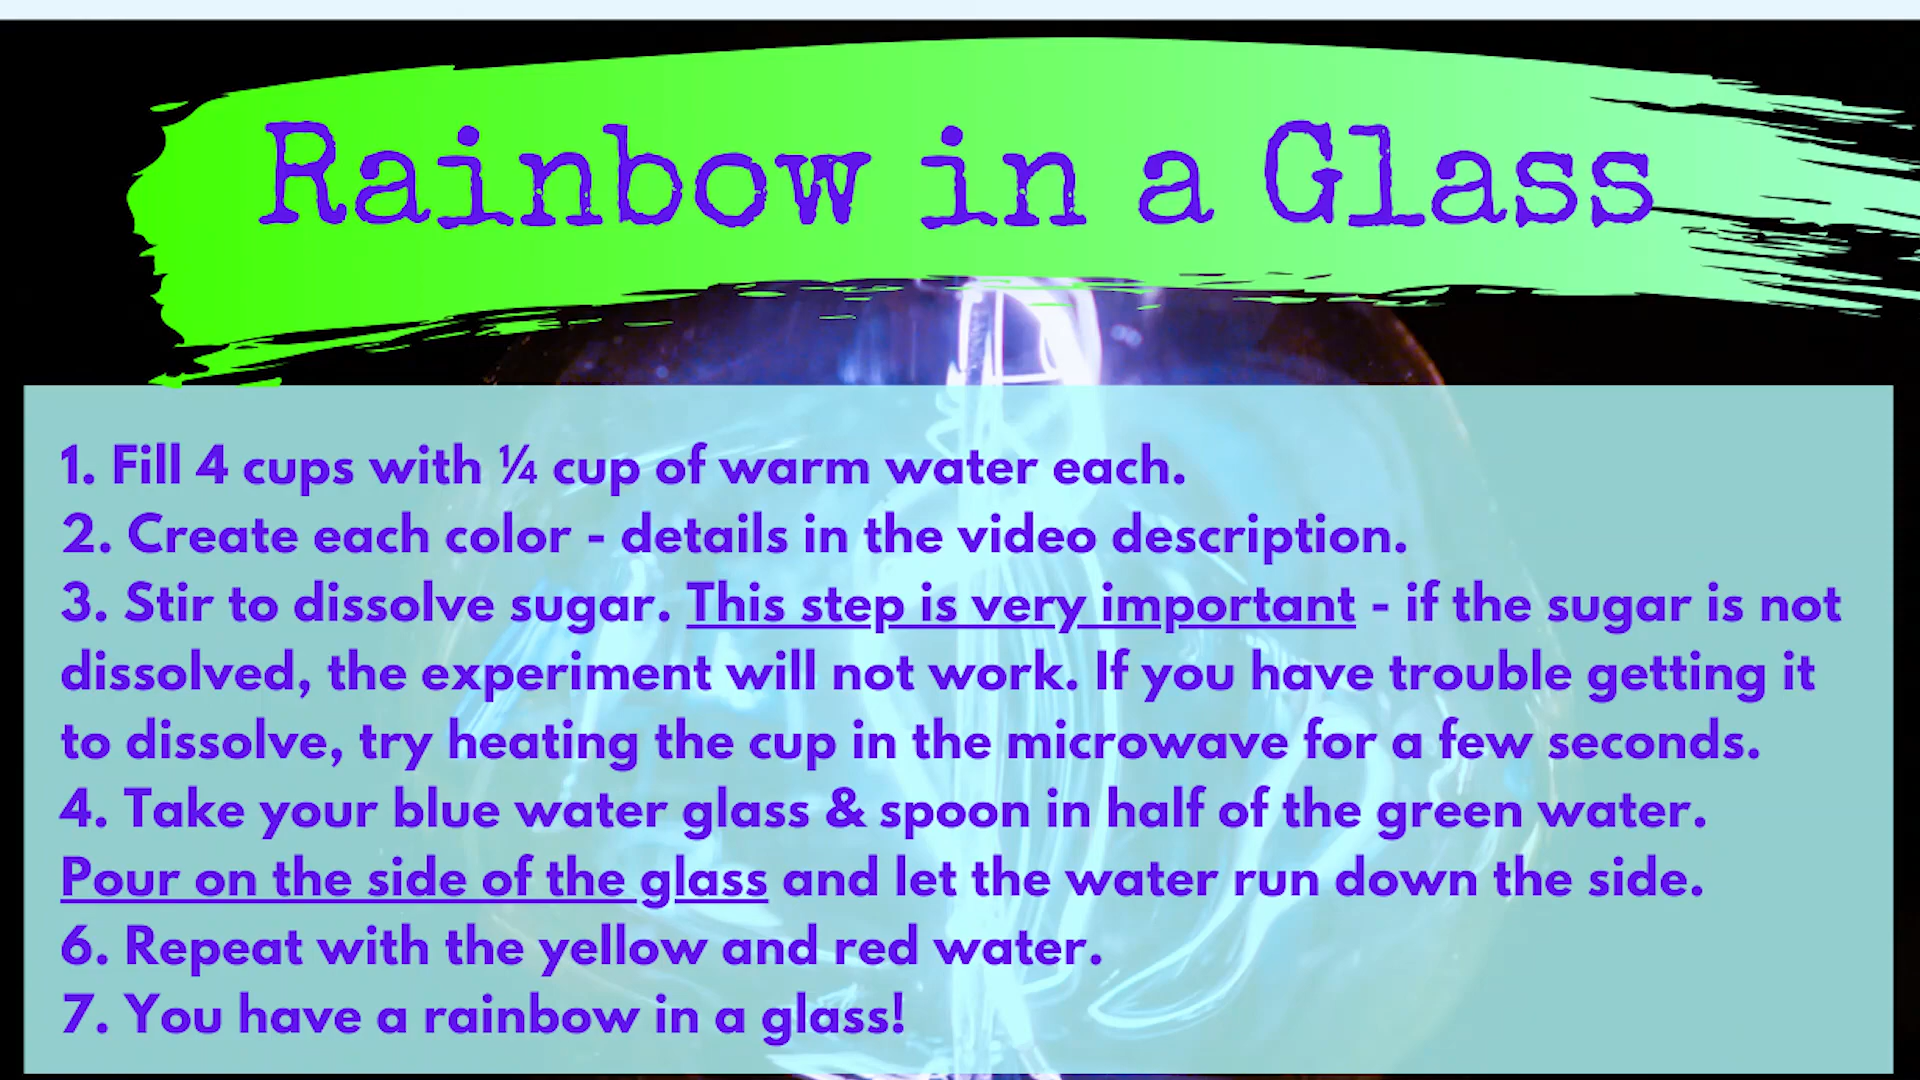 Rainbow in a Glass
1. Fill 4 cups with ¼ cup of warm water each.
2. Create each color - details in the video description.
3. Stir to dissolve sugar. This step is very important - if the sugar is not
dissolved, the experiment will not work. If you have trouble getting it
to dissolve, try heating the cup in the microwave for a few seconds.
4. Take your blue water glass & spoon in half of the green water.
Pour on the side of the glass and let the water run down the side.
6. Repeat with the yellow and red water.
7. You have a rainbow in a glass!